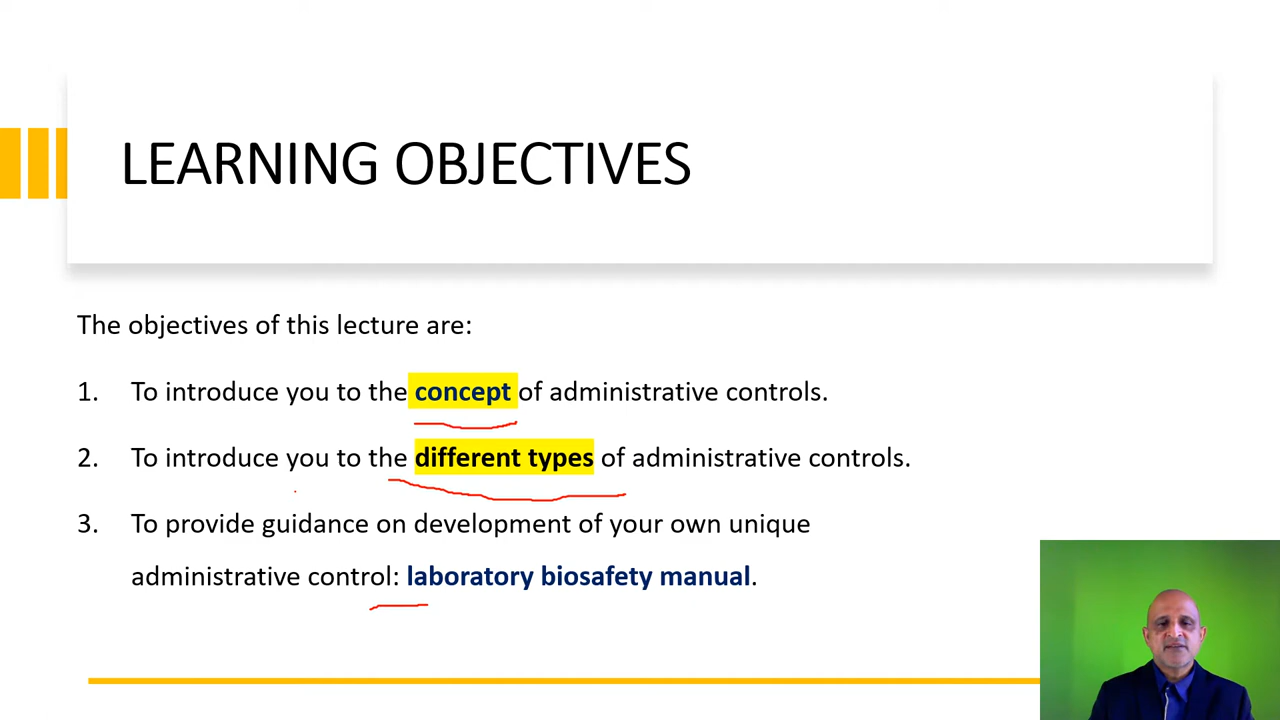 LEARNING OBJECTIVES
The objectives of this lecture are:
1. To introduce you to the concept of administrative controls.
2. To introduce you to the different types of administrative controls.
3. To provide guidance on development of your own unique
administrative control: laboratory biosafety manual.